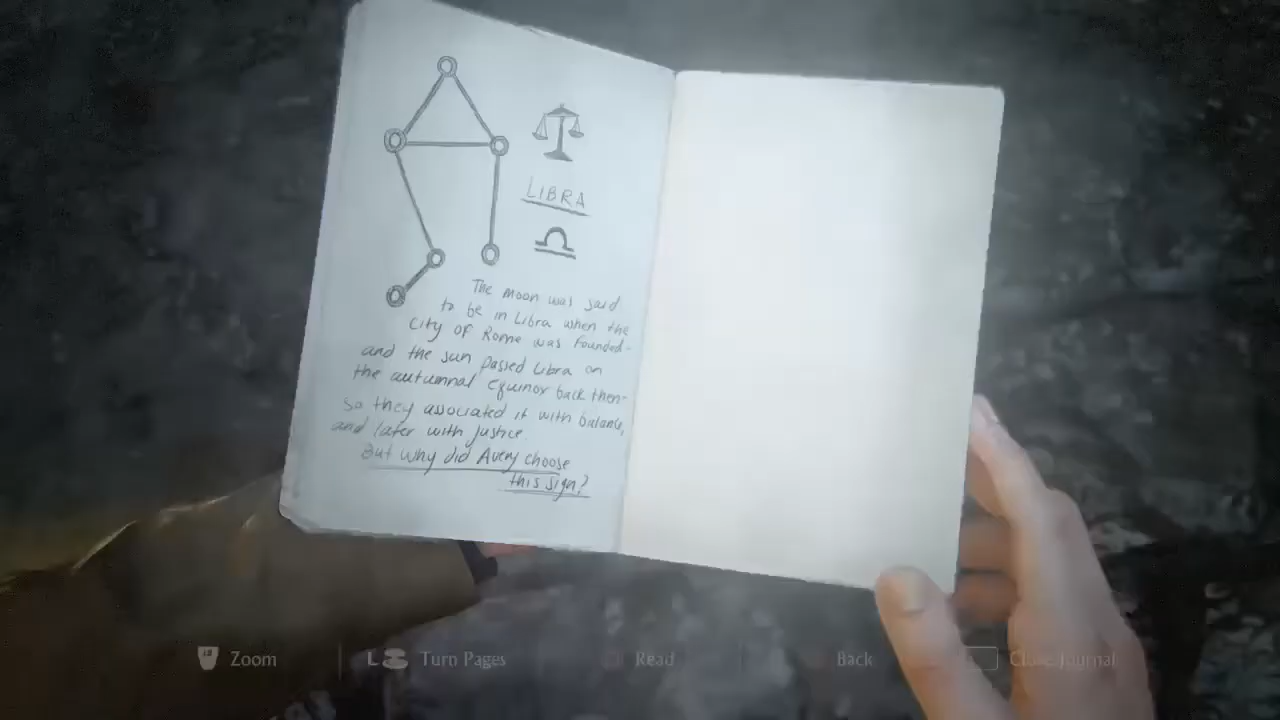 LIBRA
The moon was said
to be in Libra when the
City of Rome was founded-
and the sun passed Libra on
the autumnal Equinox back then-
so they associated it with balance,
and later with justice.
But why did Avery choose
this sign?
L2 Zoom
L Turn Pages
Read
Back
Close Journal